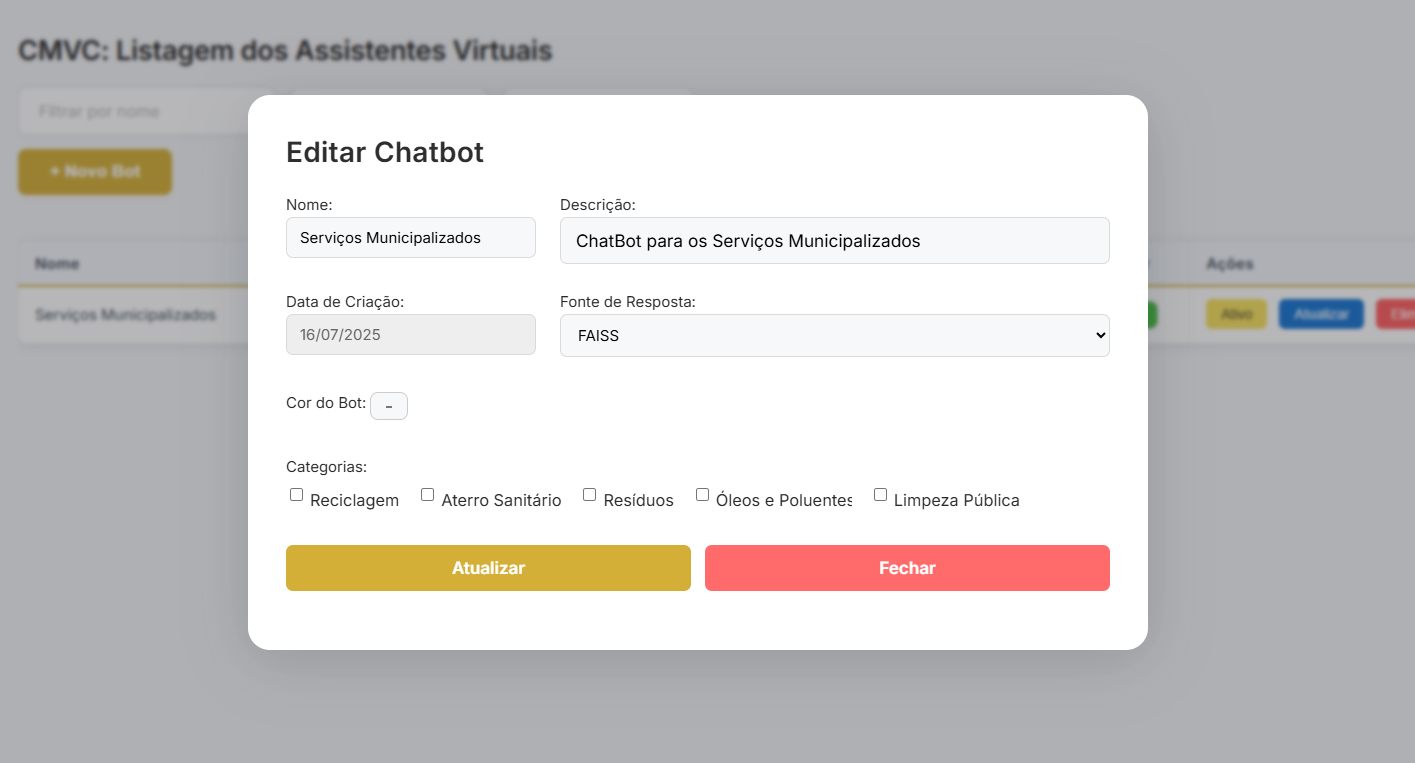 CMVC: Listagem dos Assistentes Virtuais
Filtrar por nome
+ Novo Bot
Editar Chatbot
Nome:
Descrição:
Serviços Municipalizados
ChatBot para os Serviços Municipalizados
Nome
Ações
Data de Criação:
Fonte de Resposta:
Serviços Municipalizados
Ativo
Atualizar
Elim
16/07/2025
FAISS
Cor do Bot:
-
Categorias:
Reciclagem
Aterro Sanitário
Resíduos
Óleos e Poluentes
Limpeza Pública
Atualizar
Fechar